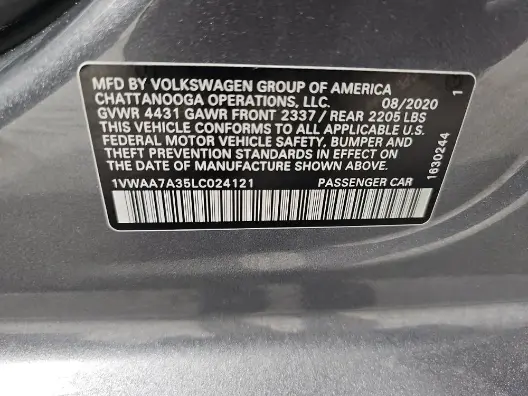 MFD BY VOLKSWAGEN GROUP OF AMERICA
CHATTANOOGA OPERATIONS, LLC. 08/2020
GVWR 4431 GAWR FRONT 2337 / REAR 2205 LBS
THIS VEHICLE CONFORMS TO ALL APPLICABLE U.S.
FEDERAL MOTOR VEHICLE SAFETY, BUMPER AND
THEFT PREVENTION STANDARDS IN EFFECT ON
THE DATE OF MANUFACTURE SHOWN ABOVE.
1VWAA7A35LC024121 PASSENGER CAR
1630244
1